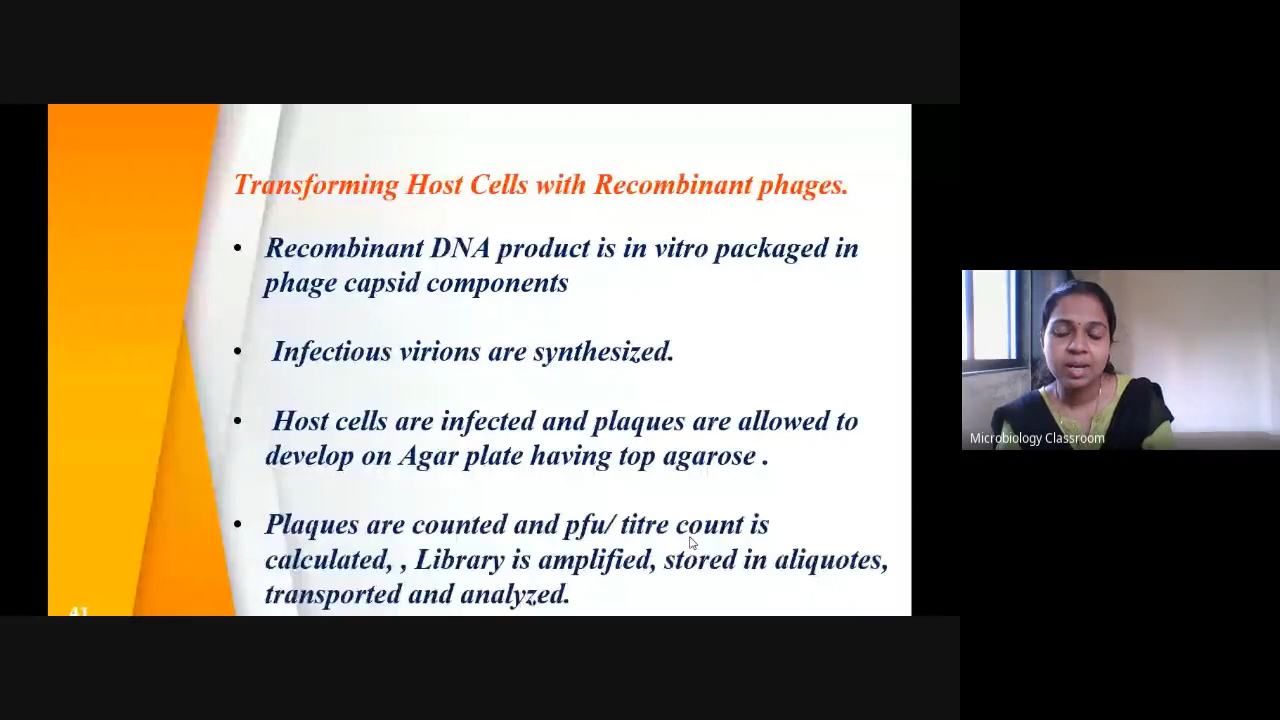 Transforming Host Cells with Recombinant phages.
• Recombinant DNA product is in vitro packaged in
phage capsid components
• Infectious virions are synthesized.
• Host cells are infected and plaques are allowed to
develop on Agar plate having top agarose .
• Plaques are counted and pfu/ titre count is
calculated, , Library is amplified, stored in aliquotes,
transported and analyzed.
41
Microbiology Classroom